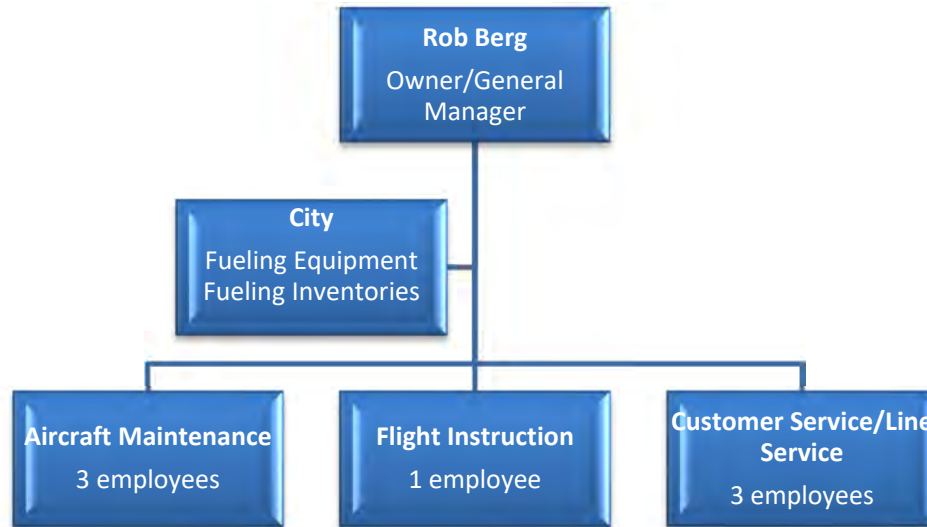 Rob Berg
Owner/General
Manager
City
Fueling Equipment
Fueling Inventories
Aircraft Maintenance
3 employees
Flight Instruction
1 employee
Customer Service/Line
Service
3 employees